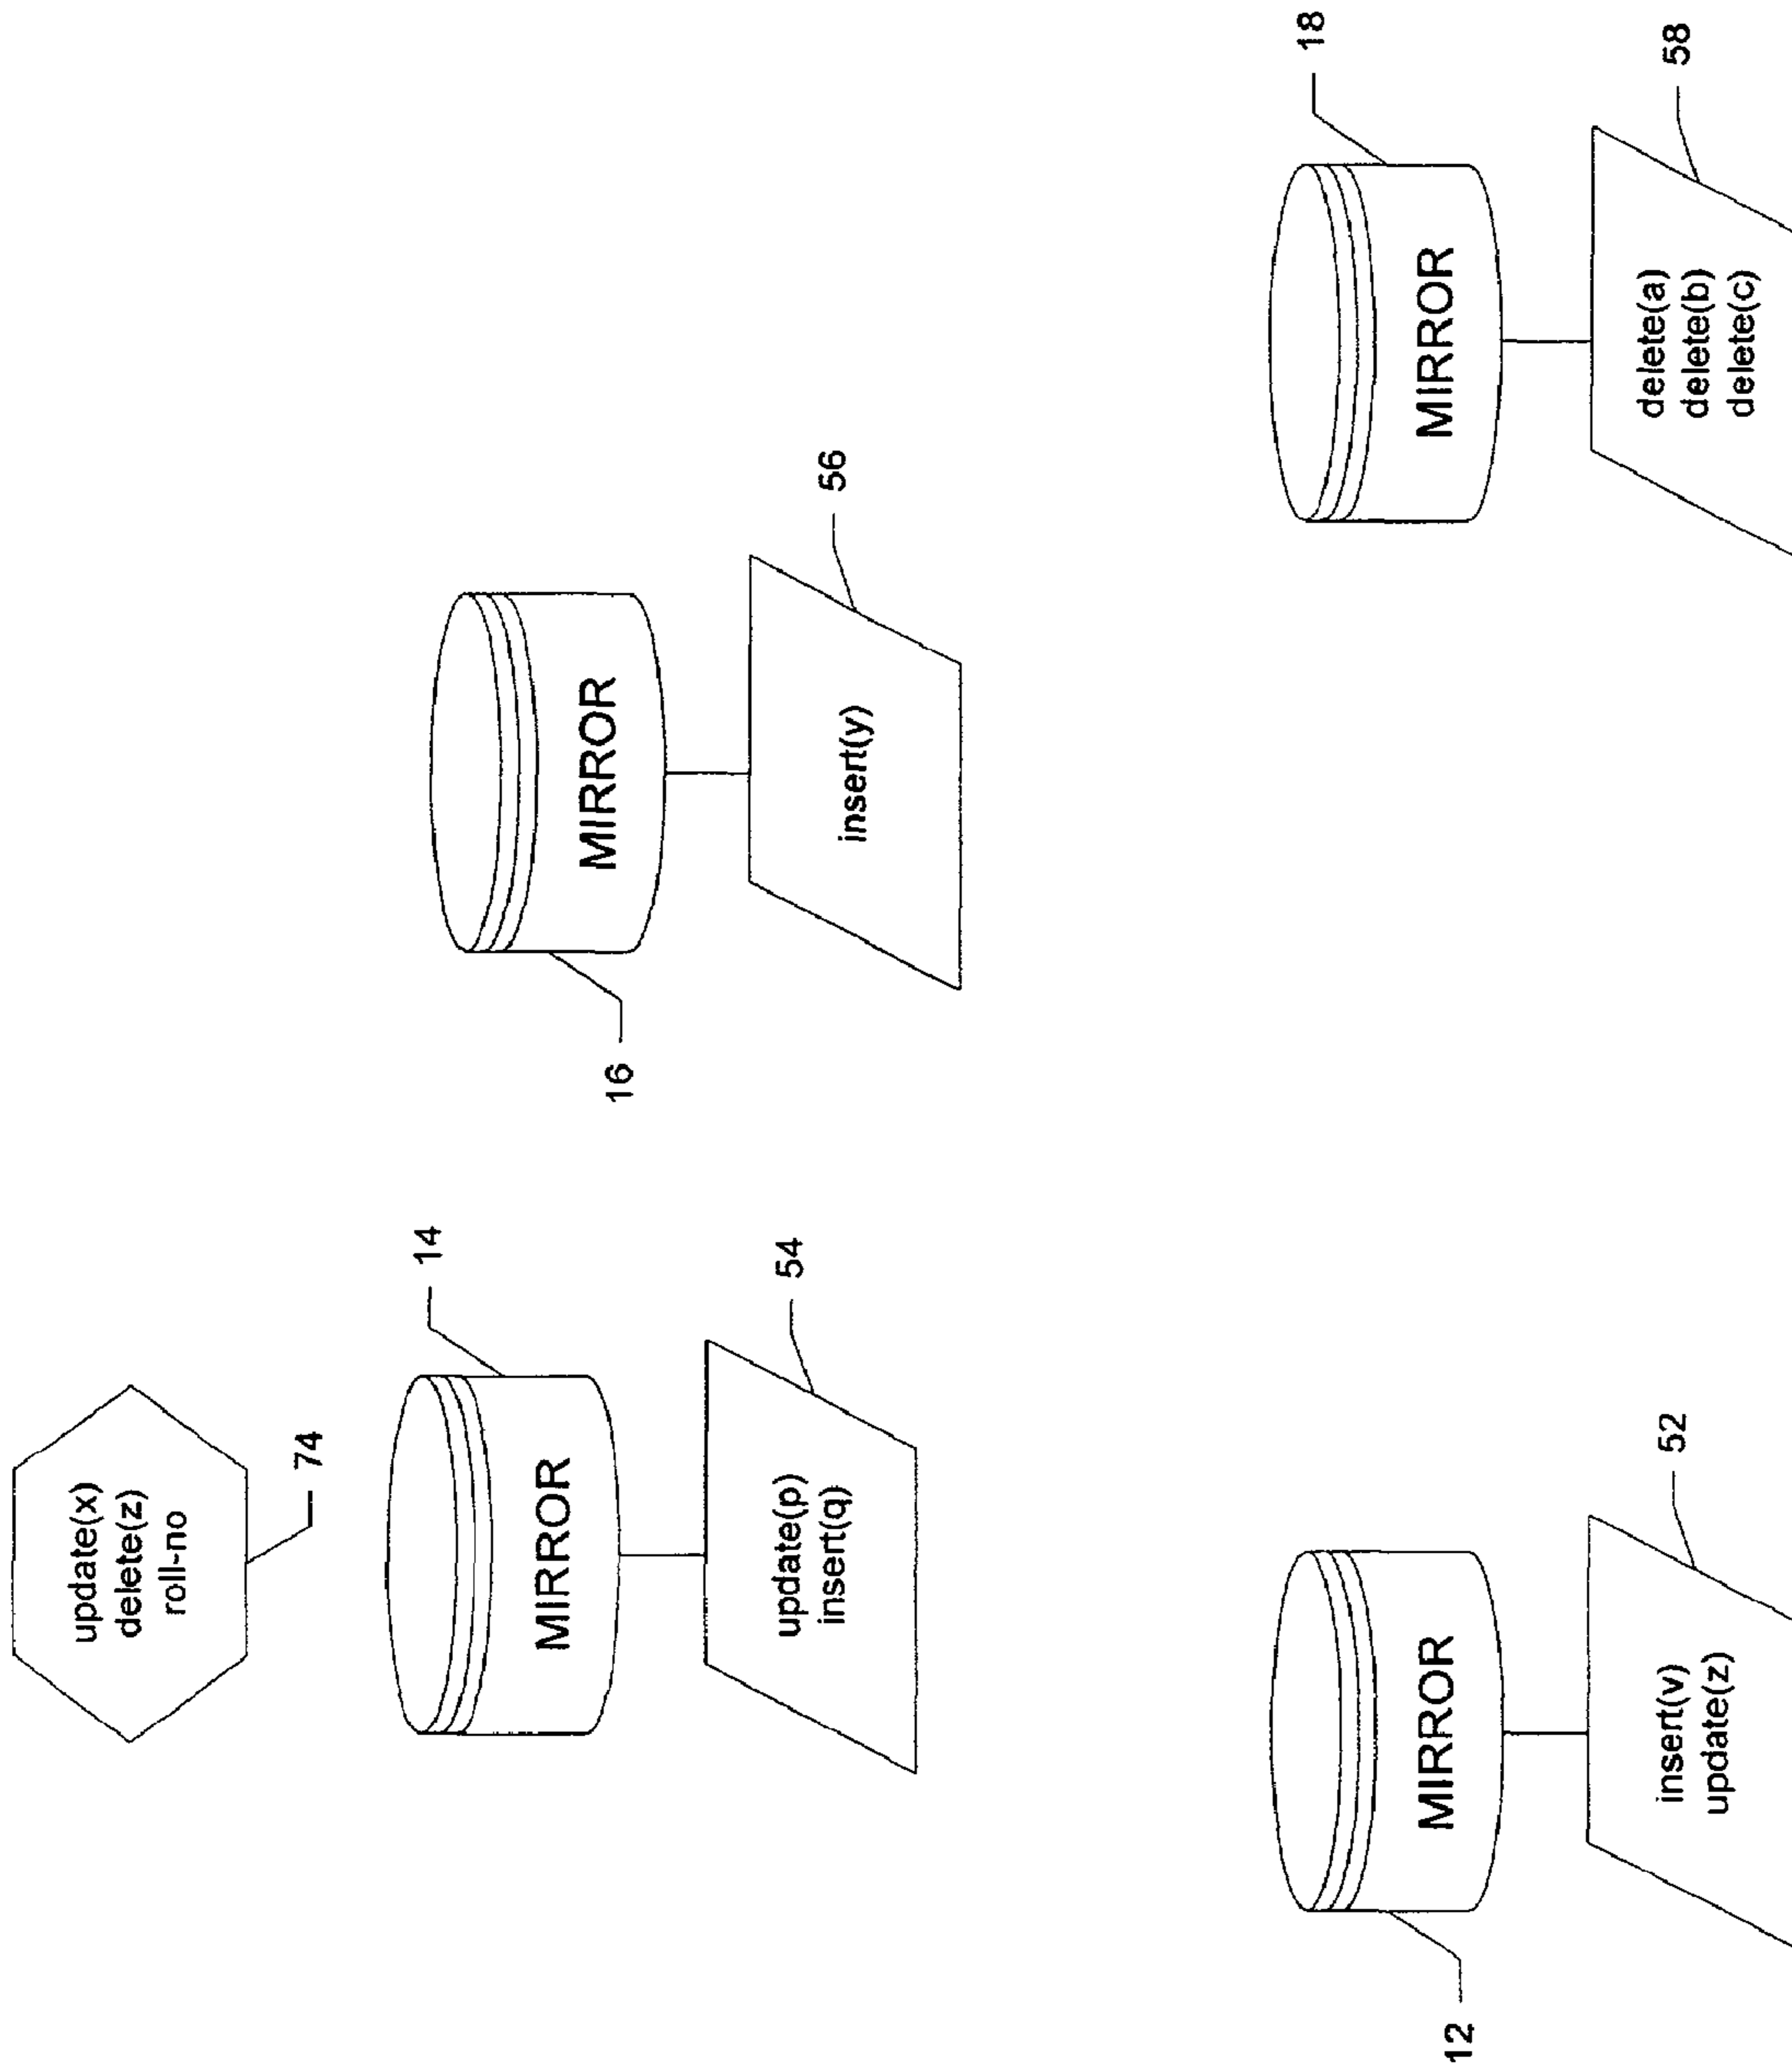 update(x)
delete(z)
roll-no
74
14
MIRROR
update(p)
insert(q)
54
16
MIRROR
insert(y)
56
12
MIRROR
insert(v)
update(z)
52
18
MIRROR
delete(a)
delete(b)
delete(c)
58